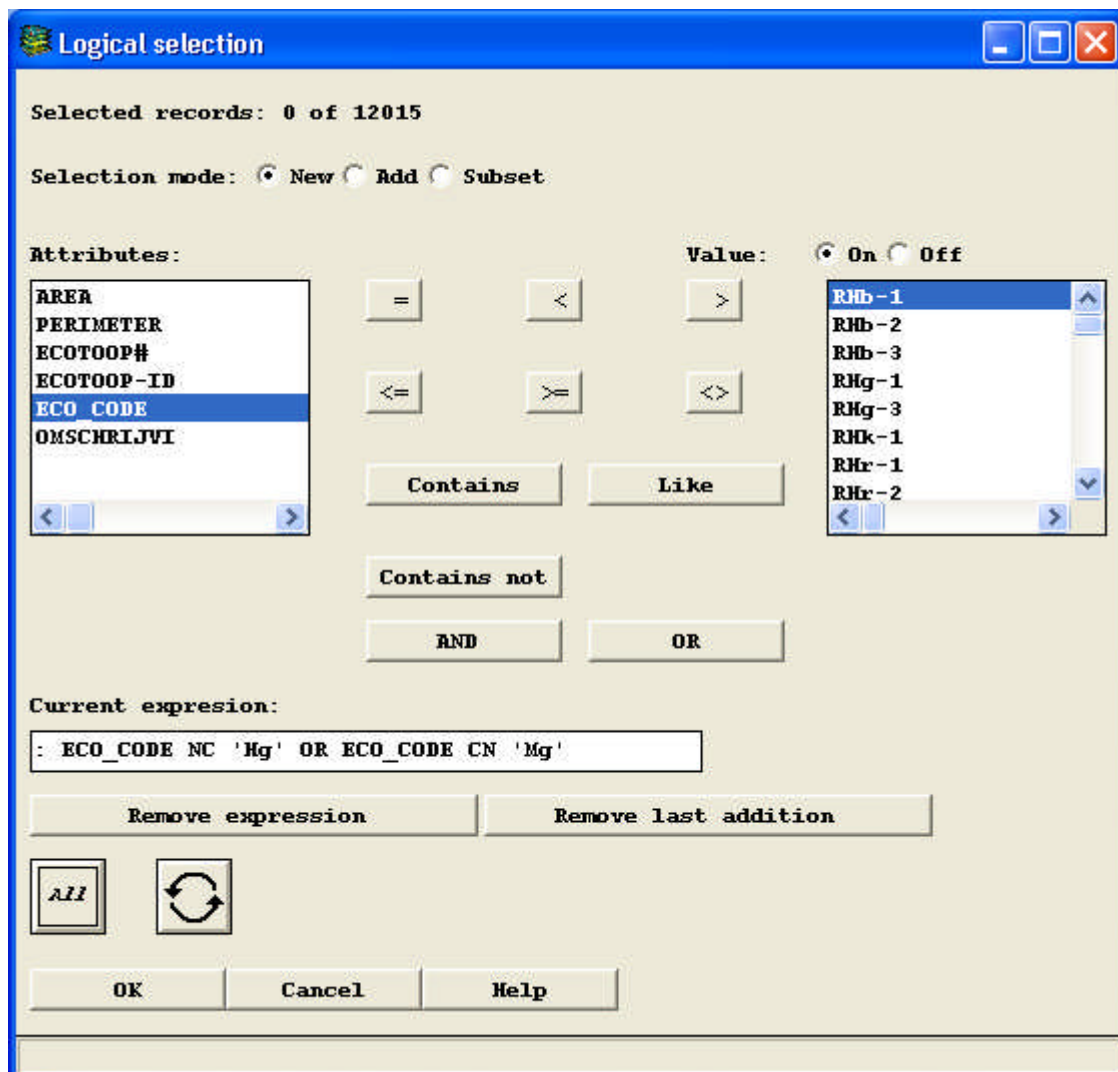 Logical selection
Selected records: 0 of 12015
Selection mode: New Add Subset
Attributes:
Value: On Off
AREA
PERIMETER
ECOTOOP#
ECOTOOP-ID
ECO_CODE
OMSCHRIJVI
= < >
<= >= <>
Contains Like
Contains not
AND OR
RHb-1
RHb-2
RHb-3
RHg-1
RHg-3
RHk-1
RHr-1
RHr-2
Current expresion:
: ECO_CODE NC 'Hg' OR ECO_CODE CN 'Mg'
Remove expression Remove last addition
All
OK Cancel Help